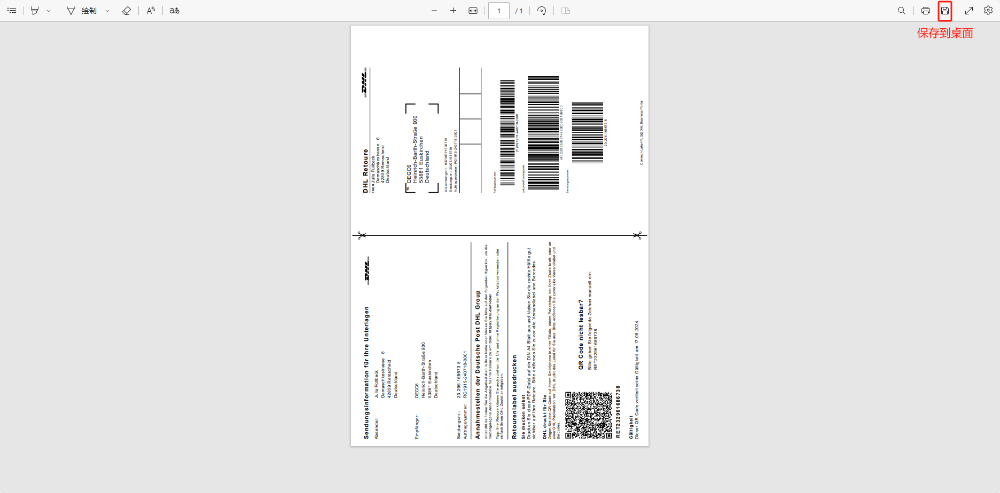 绘制
aあ
1
/ 1
保存到桌面
DHL Retoure
DHL
FROM Julia Füllbeck
Damaschkestrasse 6
42859 Remscheid
Deutschland
TO
DEGC6
Heinrich-Barth-Straße 900
53881 Euskirchen
Deutschland
Abrechnungsnr.: 63236371690715
Sendungsnr.: 232961686738
Auftragsnummer: RG1915-240718-0001
Auftragsnummer
(Y)RG1915-240718-0001
Leitcode/Routingcode
Sendungsnummer
23.296.168673 8
Common Label PLG@DHL Business Portal
Sendungsinformation für Ihre Unterlagen
DHL
Absender:
Julia Füllbeck
Damaschkestrasse 6
42859 Remscheid
Deutschland
Empfänger:
DEGC6
Heinrich-Barth-Straße 900
53881 Euskirchen
Deutschland
Sendungsnr.: 23.296.168673 8
Auftragsnummer: RG1915-240718-0001
Annahmestellen der Deutsche Post DHL Group
Unter dhl.de finden Sie die Abgabestellen in Ihrer Nähe oder klicken Sie bitte auf den folgenden Hyperlink, um die
nächstgelegene Annahmestelle für Ihre Retoure zu ermitteln: https://dhl.de/finder
Tipp: Ihre Retoure können Sie auch rund um die Uhr und ohne Registrierung an der Packstation versenden oder
einfach Ihrem DHL Zusteller mitgeben.
Retourenlabel ausdrucken
Sie drucken selbst
Drucken Sie diese PDF-Datei auf ein DIN A4 Blatt aus und kleben Sie die rechte Hälfte gut
sichtbar auf Ihre Retoure. Bitte entfernen Sie zuvor alte Versandlabel und Barcodes.
DHL druckt für Sie
Zeigen Sie den QR Code auf Ihrem Smartphone in einer Filiale, einem Paketshop, bei Ihrer Zustellkraft, oder an
einer DHL Packstation vor. DHL druckt das Label für Sie aus. Bitte entfernen Sie zuvor alte Versandlabel und
Barcodes.
QR Code nicht lesbar?
Bitte geben Sie folgende Zeichen manuell ein:
RET232961686738
RET232961686738
Gültigkeit
Dieser QR Code verliert seine Gültigkeit am 17.08.2024.